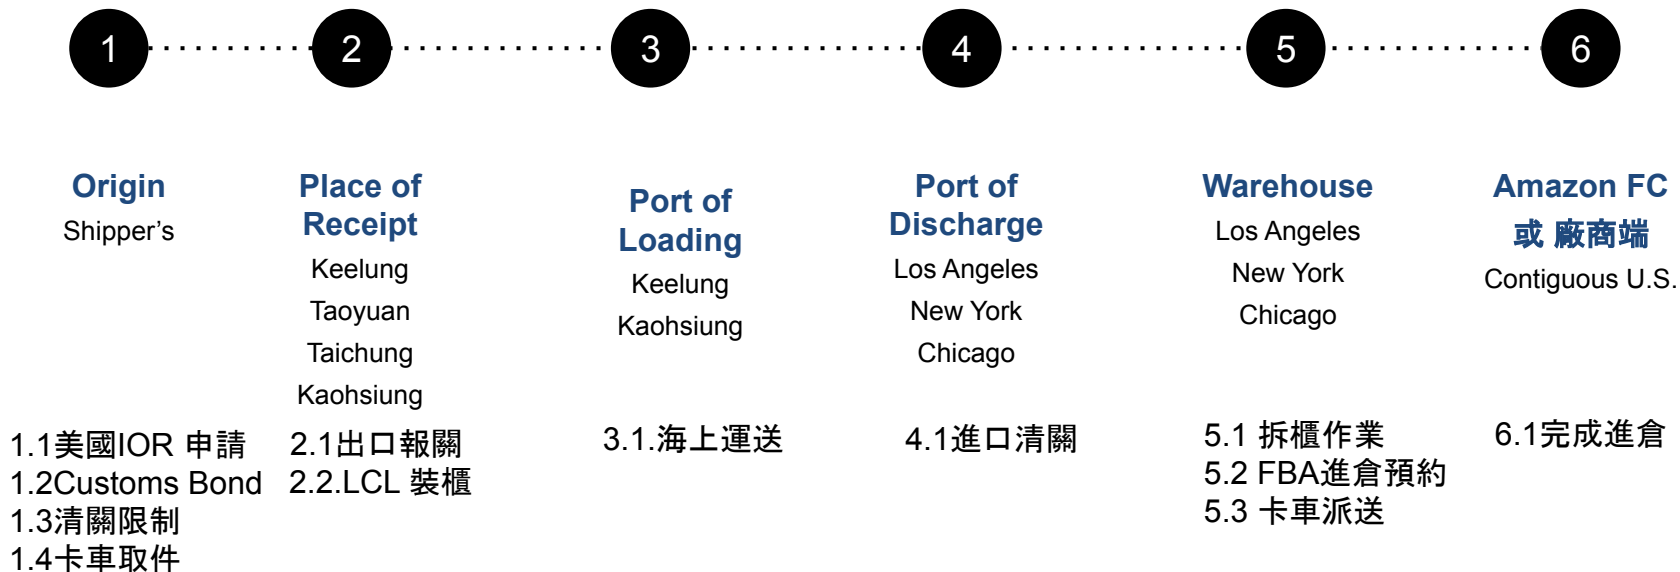 1
2
3
4
5
6
Origin
Shipper's
1.1美國IOR 申請
1.2Customs Bond
1.3清關限制
1.4卡車取件
Place of
Receipt
Keelung
Taoyuan
Taichung
Kaohsiung
2.1出口報關
2.2.LCL 裝櫃
Port of
Loading
Keelung
Kaohsiung
3.1.海上運送
Port of
Discharge
Los Angeles
New York
Chicago
4.1進口清關
Warehouse
Los Angeles
New York
Chicago
5.1 拆櫃作業
5.2 FBA進倉預約
5.3 卡車派送
Amazon FC
或 廠商端
Contiguous U.S.
6.1完成進倉